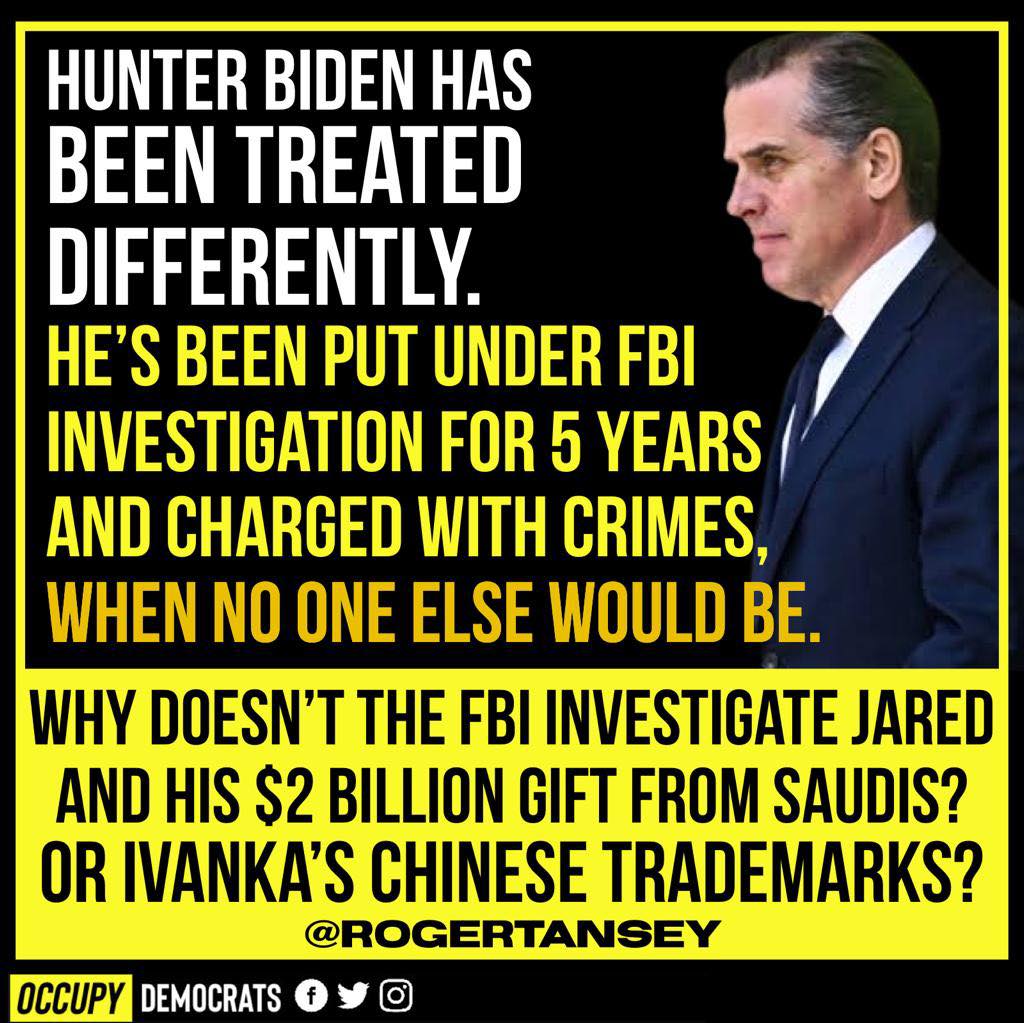 HUNTER BIDEN HAS
BEEN TREATED
DIFFERENTLY.
HE'S BEEN PUT UNDER FBI
INVESTIGATION FOR 5 YEARS
AND CHARGED WITH CRIMES,
WHEN NO ONE ELSE WOULD BE.
WHY DOESN'T THE FBI INVESTIGATE JARED
AND HIS $2 BILLION GIFT FROM SAUDIS?
OR IVANKA'S CHINESE TRADEMARKS?
@ROGERTANSEY
OCCUPY DEMOCRATS